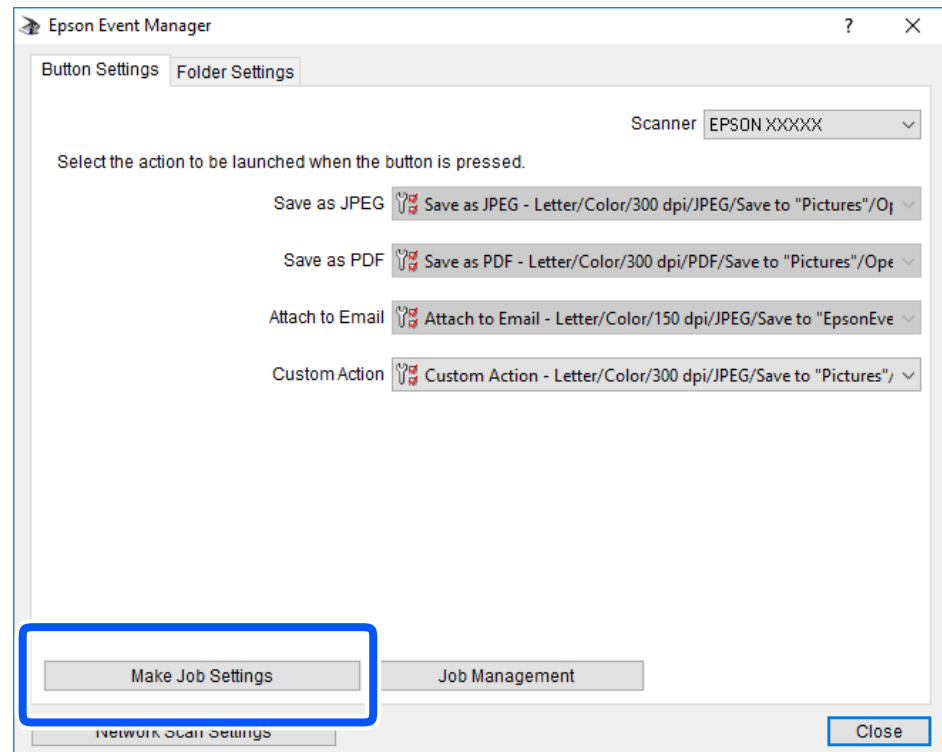 Epson Event Manager
?
Button Settings
Folder Settings
Scanner
EPSON XXXXX
Select the action to be launched when the button is pressed.
Save as JPEG
Save as JPEG - Letter/Color/300 dpi/JPEG/Save to "Pictures"/Op
Save as PDF
Save as PDF - Letter/Color/300 dpi/PDF/Save to "Pictures"/Ope
Attach to Email
Attach to Email - Letter/Color/150 dpi/JPEG/Save to "EpsonEve
Custom Action
Custom Action - Letter/Color/300 dpi/JPEG/Save to "Pictures"/
Make Job Settings
Job Management
Network Scan Settings
Close